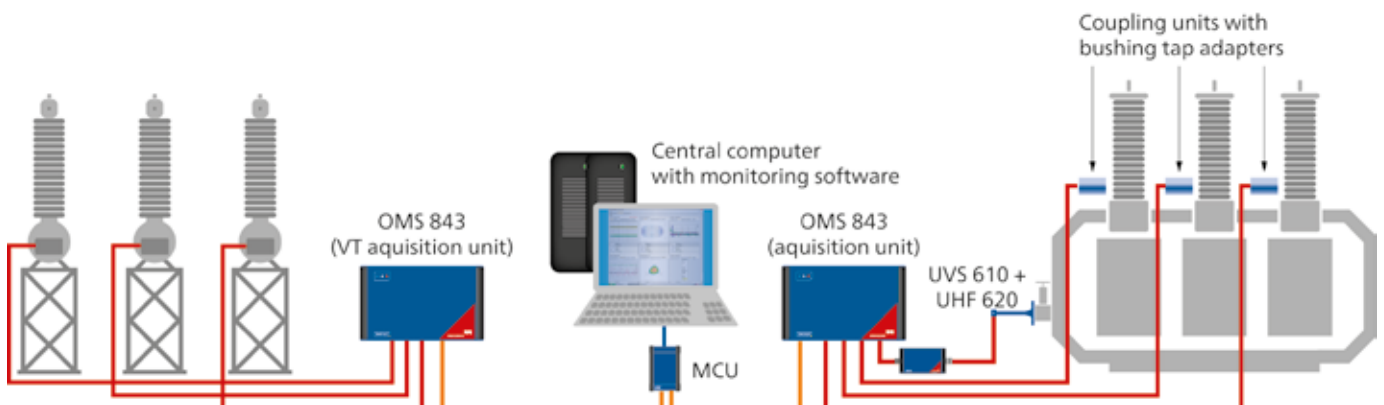 Coupling units with
bushing tap adapters
Central computer
with monitoring software
OMS 843
(VT aquisition unit)
OMS 843
(aquisition unit)
UVS 610 +
UHF 620
MCU